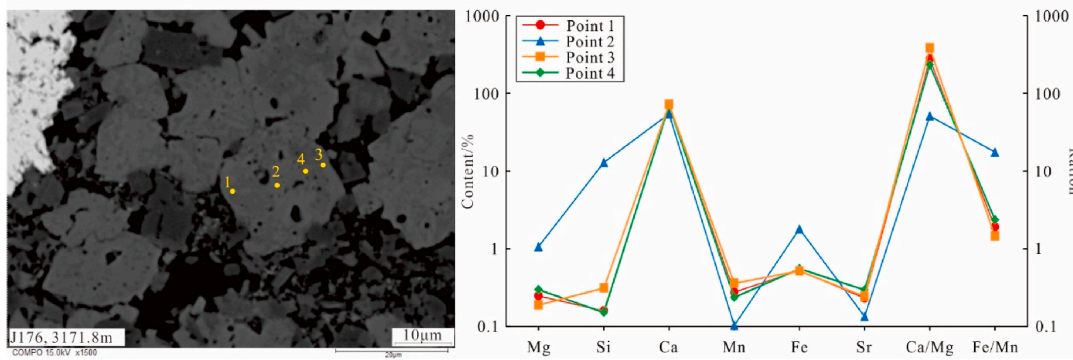 1
2
4
3
J176, 3171.8m
10μm
COMPO 15.0kV x1500
20μm
Content/%
1000
100
10
1
0.1
Point 1
Point 2
Point 3
Point 4
Mg Si Ca Mn Fe Sr Ca/Mg Fe/Mn
1000
100
10
1
0.1
Ration